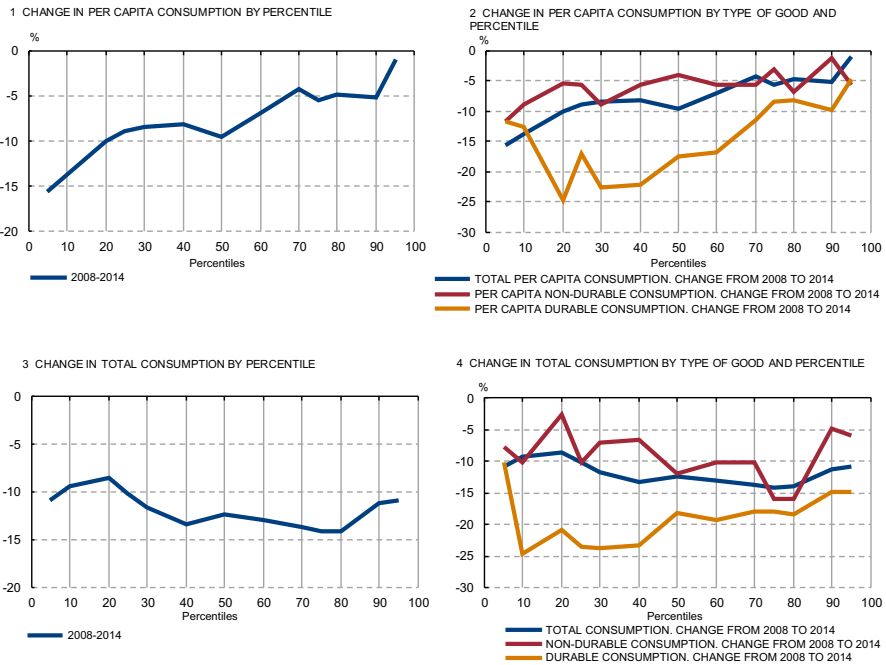 1 CHANGE IN PER CAPITA CONSUMPTION BY PERCENTILE
%
0
-5
-10
-15
-20
0 10 20 30 40 50 60 70 80 90 100
Percentiles
2008-2014
2 CHANGE IN PER CAPITA CONSUMPTION BY TYPE OF GOOD AND
PERCENTILE
%
0
-5
-10
-15
-20
-25
-30
0 10 20 30 40 50 60 70 80 90 100
Percentiles
TOTAL PER CAPITA CONSUMPTION. CHANGE FROM 2008 TO 2014
PER CAPITA NON-DURABLE CONSUMPTION. CHANGE FROM 2008 TO 2014
PER CAPITA DURABLE CONSUMPTION. CHANGE FROM 2008 TO 2014
3 CHANGE IN TOTAL CONSUMPTION BY PERCENTILE
0
-5
-10
-15
-20
0 10 20 30 40 50 60 70 80 90 100
Percentiles
2008-2014
4 CHANGE IN TOTAL CONSUMPTION BY TYPE OF GOOD AND PERCENTILE
%
0
-5
-10
-15
-20
-25
-30
0 10 20 30 40 50 60 70 80 90 100
Percentiles
TOTAL CONSUMPTION. CHANGE FROM 2008 TO 2014
NON-DURABLE CONSUMPTION. CHANGE FROM 2008 TO 2014
DURABLE CONSUMPTION. CHANGE FROM 2008 TO 2014